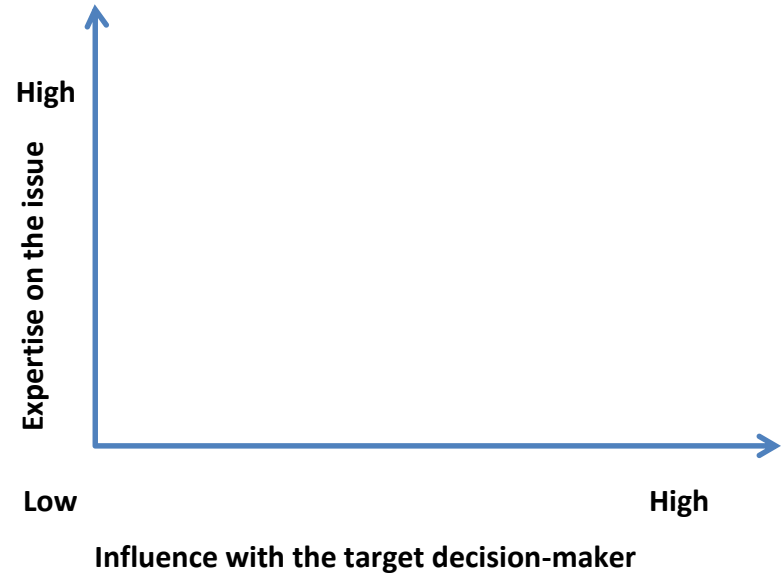 High
Expertise on the issue
Low
High
Influence with the target decision-maker